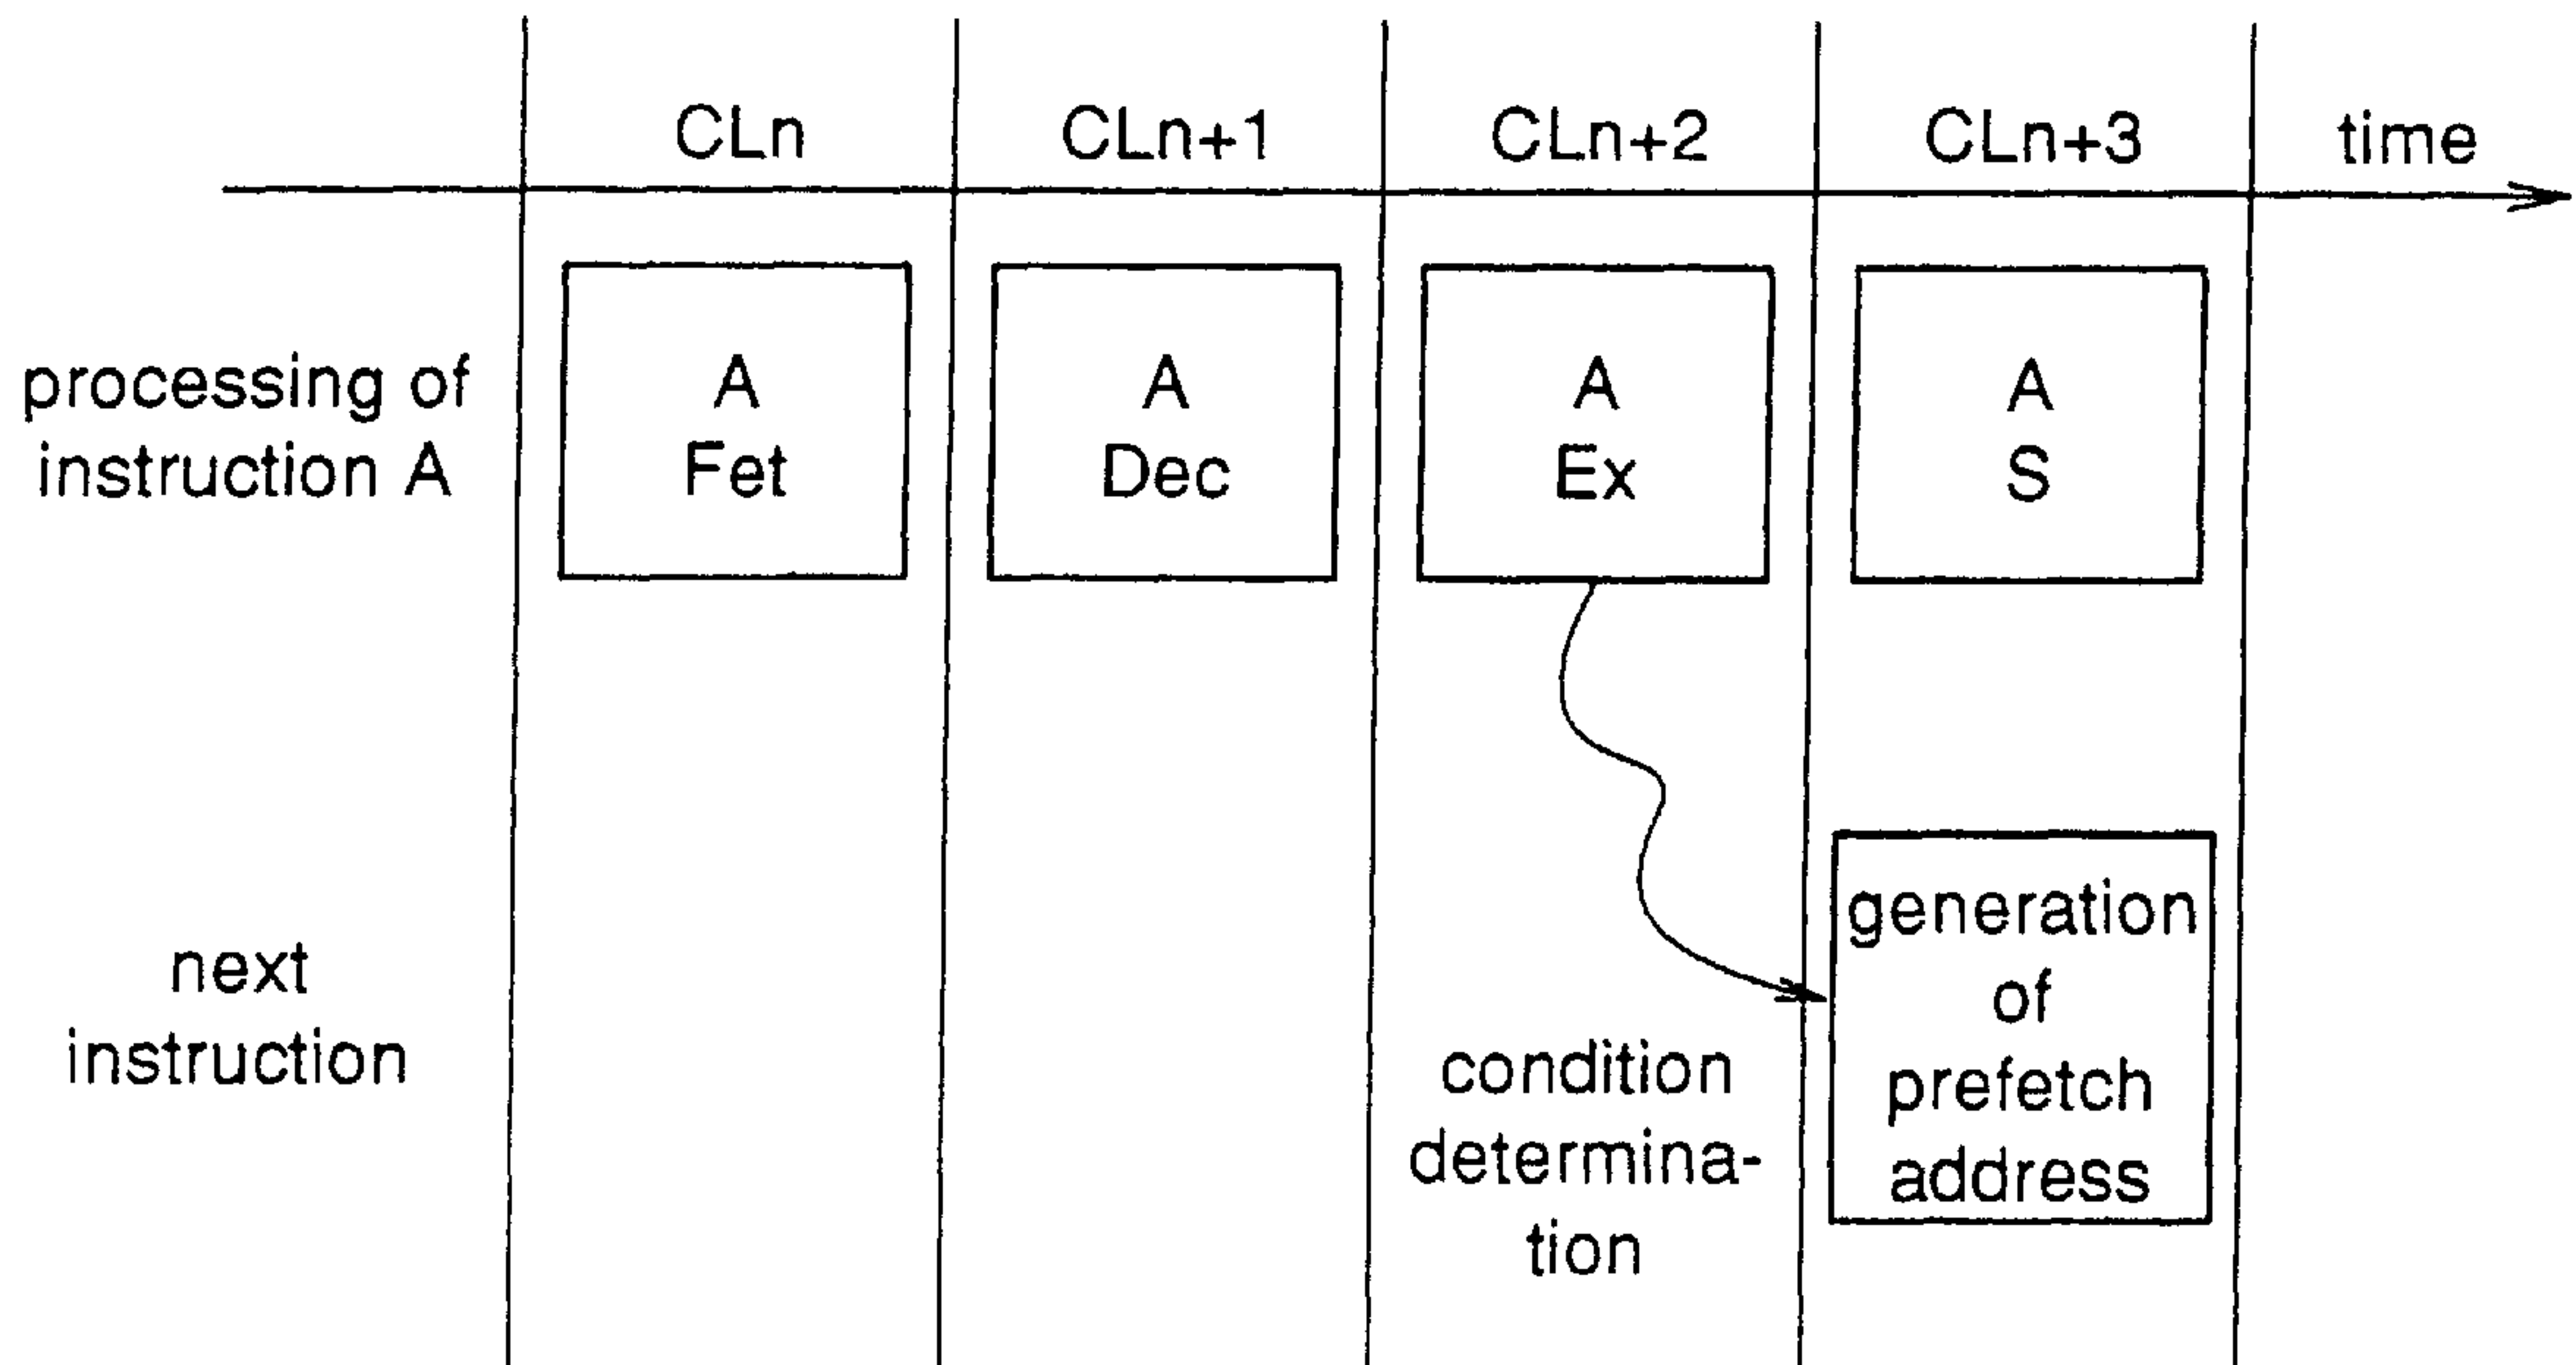 CLn CLn+1 CLn+2 CLn+3 time
processing of
instruction A
A
Fet
A
Dec
A
Ex
A
S
next
instruction
condition
determina-
tion
generation
of
prefetch
address